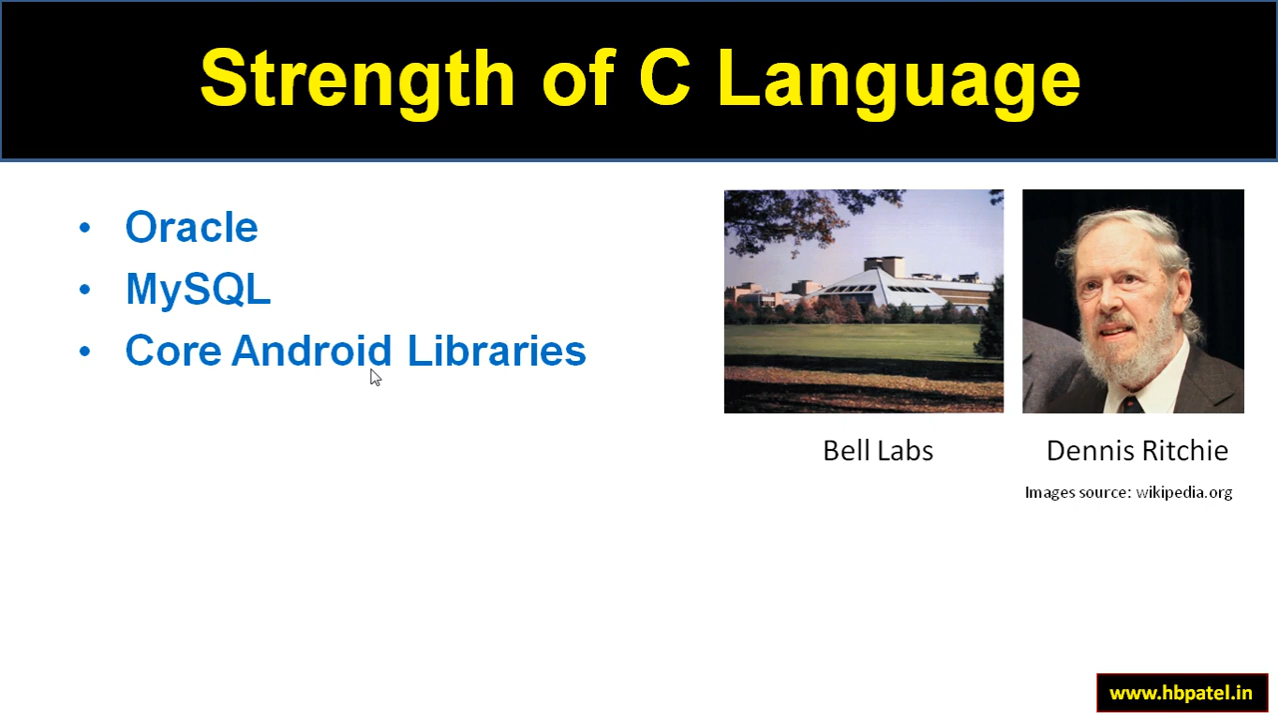 Strength of C Language
• Oracle
• MySQL
• Core Android Libraries
Bell Labs
Dennis Ritchie
Images source: wikipedia.org
www.hbpatel.in